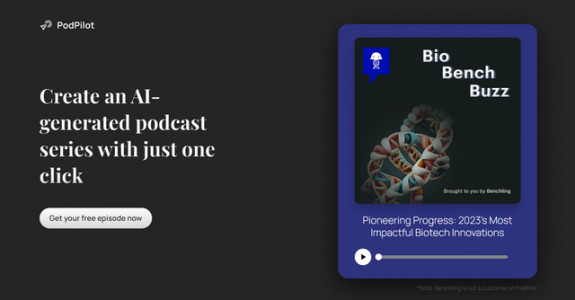 PodPilot
Create an AI-
generated podcast
series with just one
click
Get your free episode now
Bio
Bench
Buzz
Brought to you by Benchling
Pioneering Progress: 2023's Most
Impactful Biotech Innovations
*Note: Benchling is not a customer of PodPilot